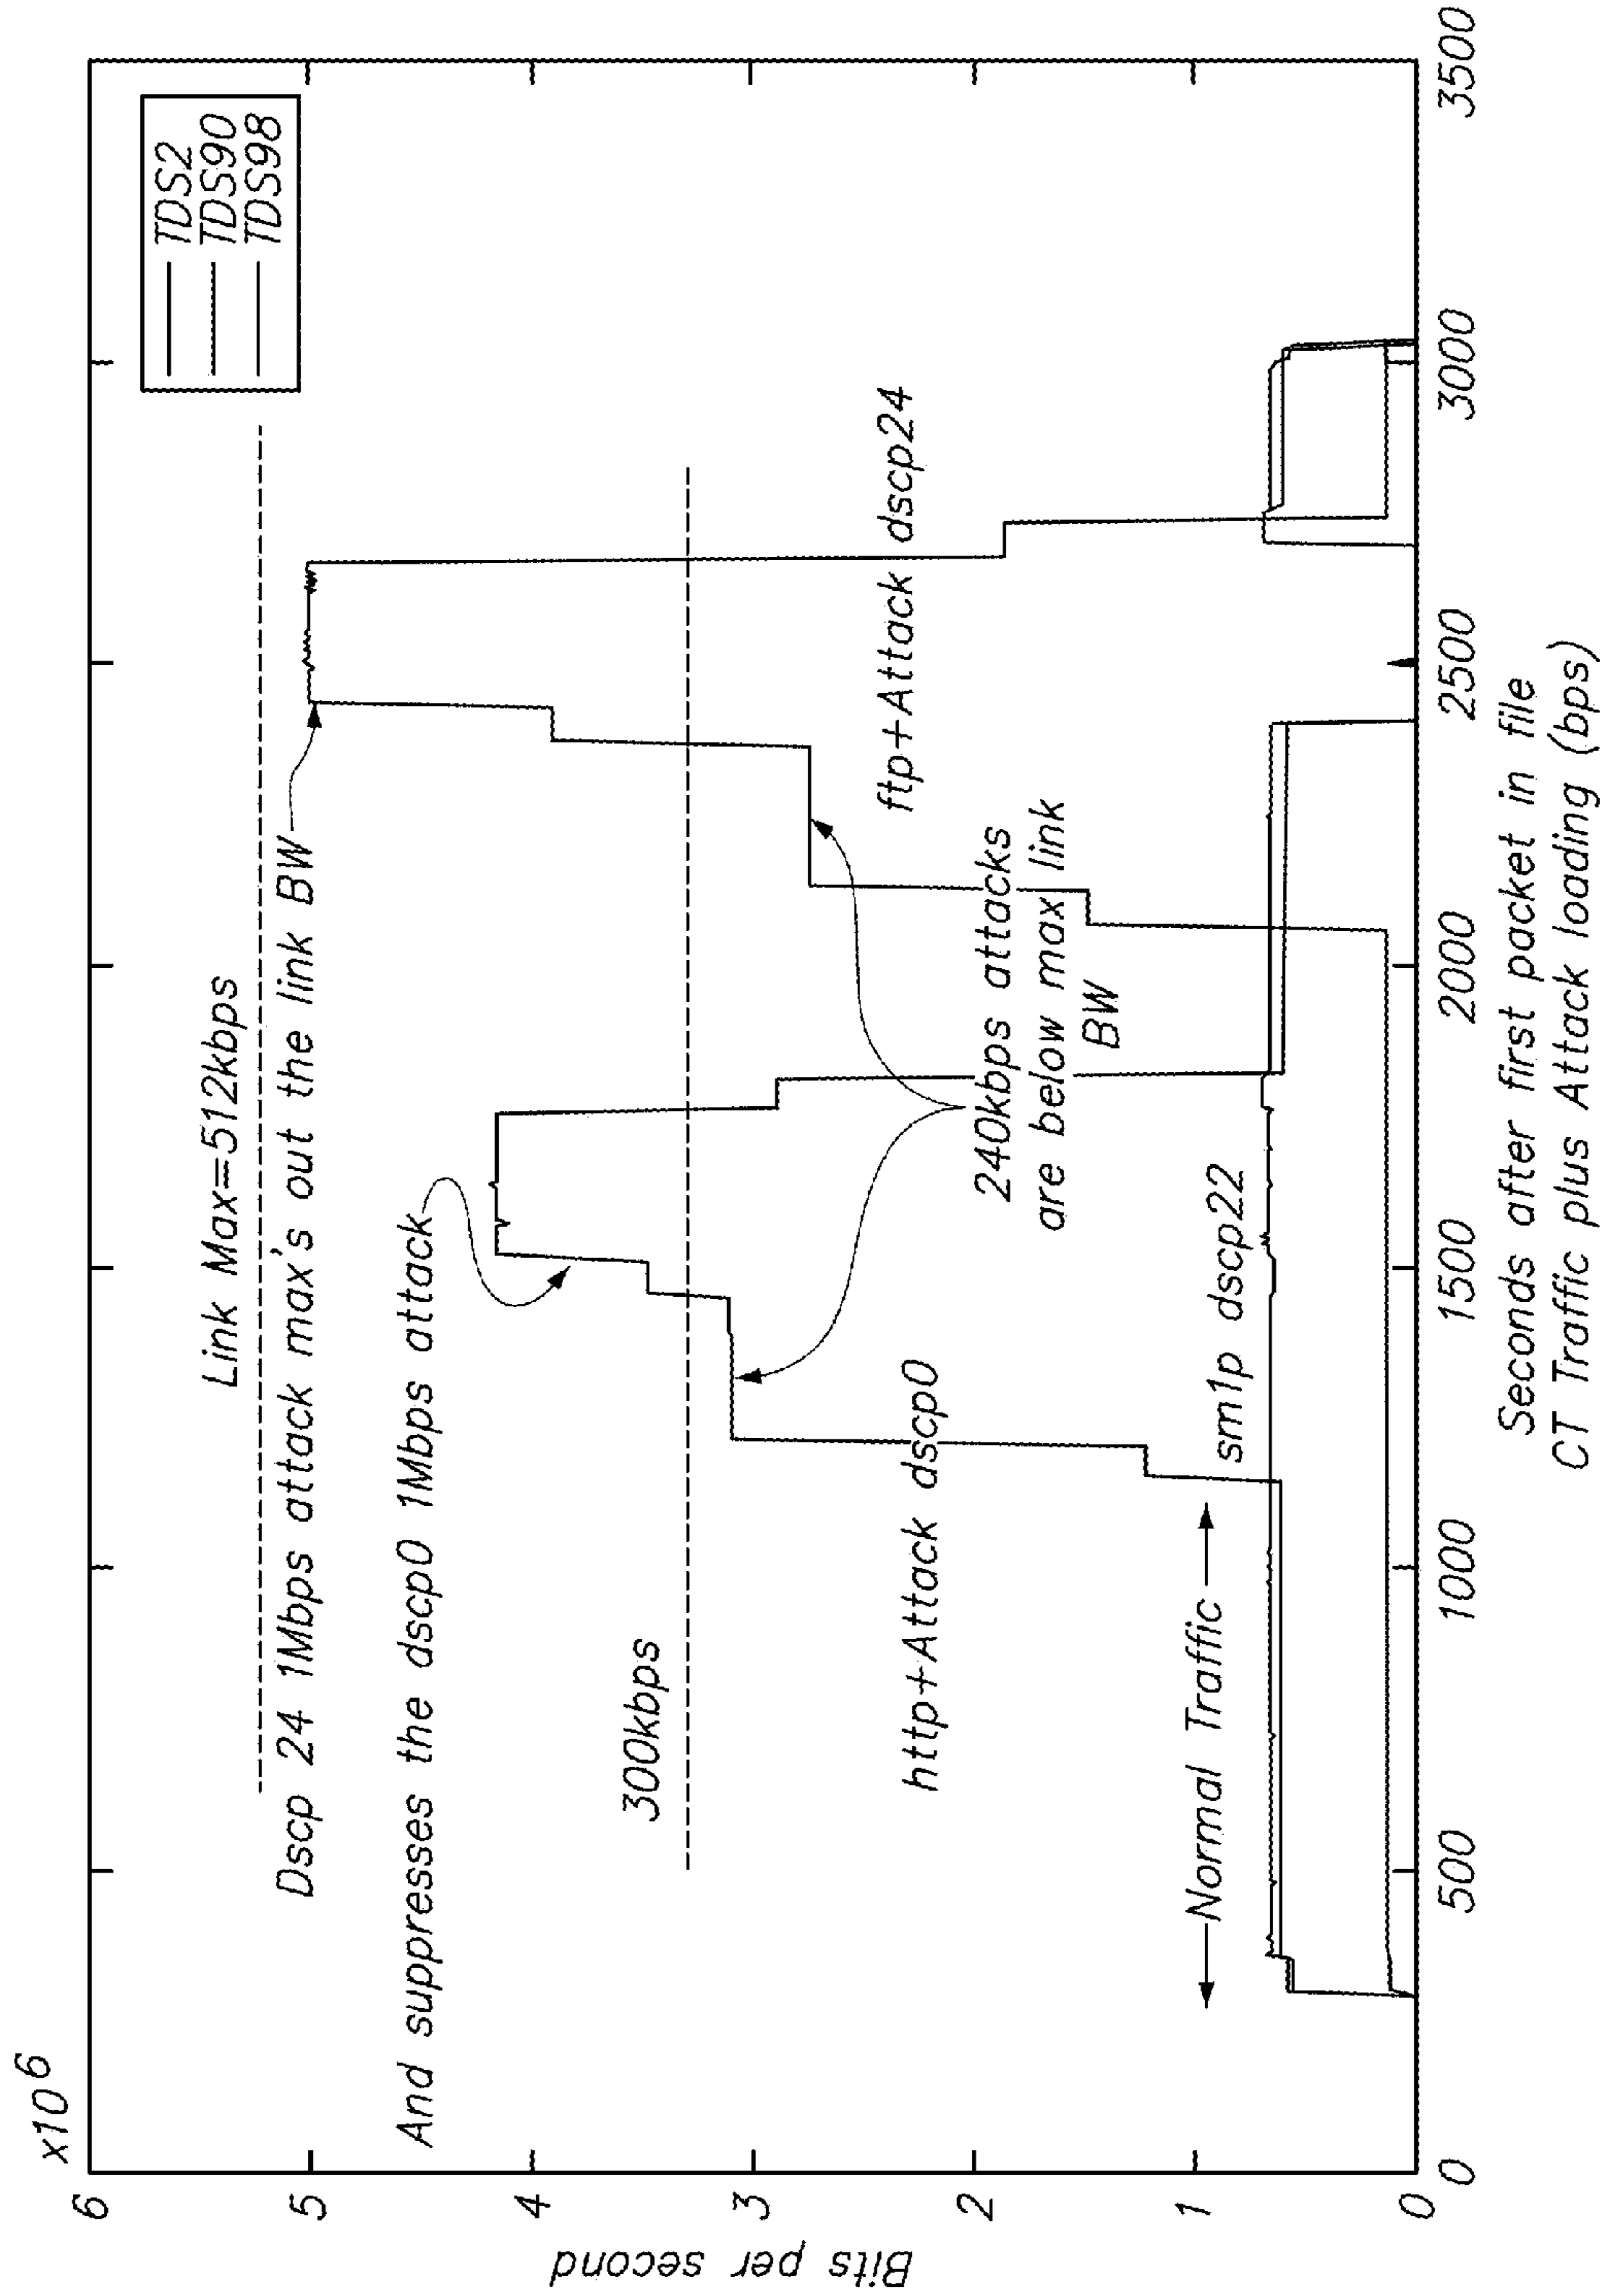 x10 6
6
5
4
3
2
1
0
Bits per second
TDS2
TDS90
TDS98
Link Max=512kbps
Dscp 24 1Mbps attack max's out the link BW
And suppresses the dscp0 1Mbps attack
300kbps
http+Attack dscp0
ftp+Attack dscp24
240kbps attacks
are below max link
BW
Normal Traffic
sm1p dscp22
0
500
1000
1500
2000
2500
3000
3500
Seconds after first packet in file
CT Traffic plus Attack loading (bps)